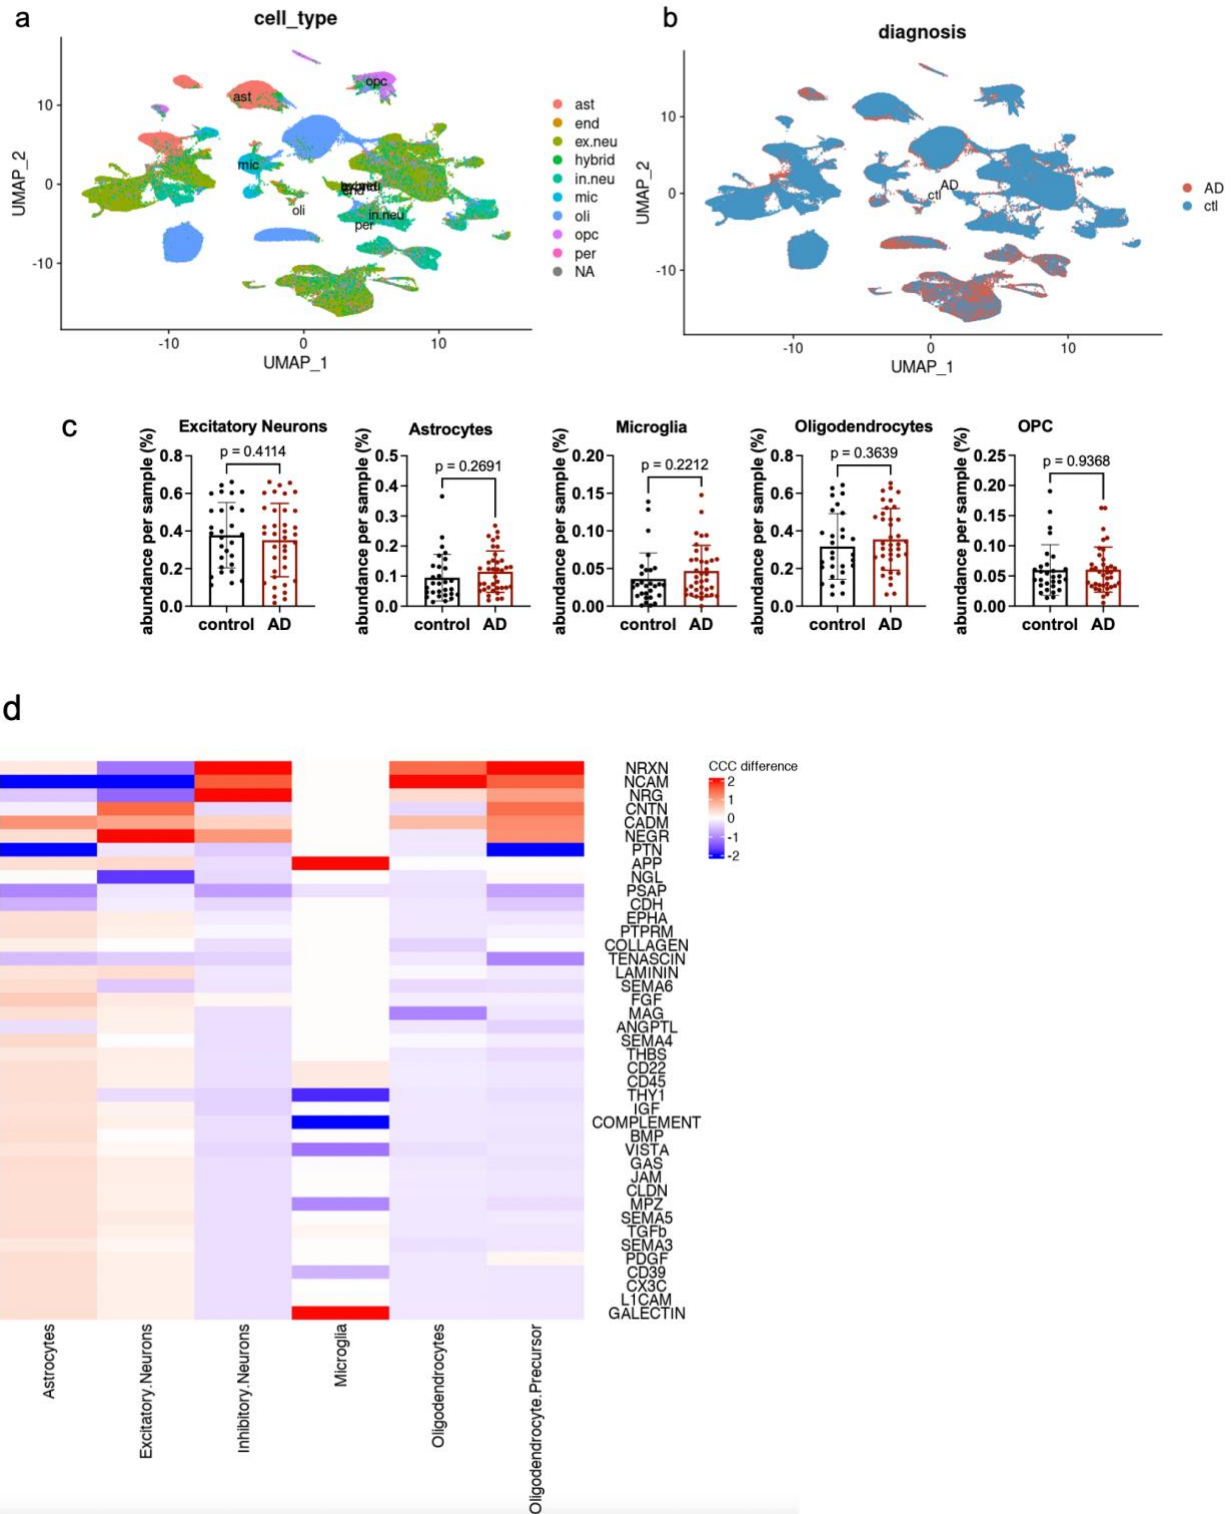 a
cell_type
10
0
-10
UMAP_2
-10
0
10
UMAP_1
ast
opc
mic
end
oli
in.neu
per
ast
end
ex.neu
hybrid
in.neu
mic
oli
opc
per
NA
b
diagnosis
10
0
-10
UMAP_2
-10
0
10
UMAP_1
AD
ctl
AD
ctl
c
Excitatory Neurons
p = 0.4114
abundance per sample (%)
0.8
0.6
0.4
0.2
0.0
control AD
Astrocytes
p = 0.2691
abundance per sample (%)
0.5
0.4
0.3
0.2
0.1
0.0
control AD
Microglia
p = 0.2212
abundance per sample (%)
0.20
0.15
0.10
0.05
0.00
control AD
Oligodendrocytes
p = 0.3639
abundance per sample (%)
0.8
0.6
0.4
0.2
0.0
control AD
OPC
p = 0.9368
abundance per sample (%)
0.25
0.20
0.15
0.10
0.05
0.00
control AD
d
NRXN
NCAM
NRG
CNTN
CADM
NEGR
PTN
APP
NGL
PSAP
CDH
EPHA
PTPRM
COLLAGEN
TENASCIN
LAMININ
SEMA6
FGF
MAG
ANGPTL
SEMA4
THBS
CD22
CD45
THY1
IGF
COMPLEMENT
BMP
VISTA
GAS
JAM
CLDN
MPZ
SEMA5
TGFb
SEMA3
PDGF
CD39
CX3C
L1CAM
GALECTIN
CCC difference
2
1
0
-1
-2
Astrocytes
Excitatory.Neurons
Inhibitory.Neurons
Microglia
Oligodendrocytes
Oligodendrocyte.Precursor